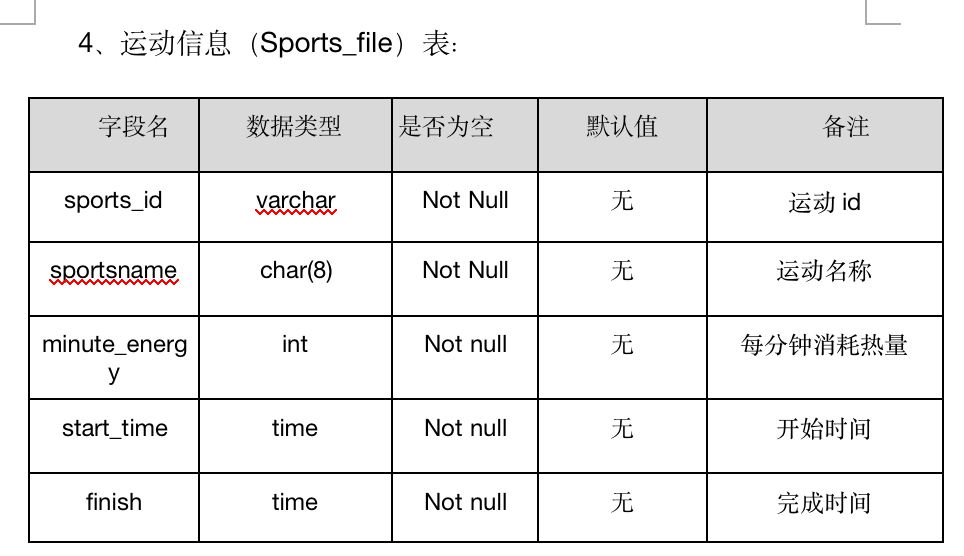 4、运动信息（Sports_file）表：
字段名 数据类型 是否为空 默认值 备注
sports_id varchar Not Null 无 运动 id
sportsname char(8) Not Null 无 运动名称
minute_energ int Not null 无 每分钟消耗热量
y
start_time time Not null 无 开始时间
finish time Not null 无 完成时间